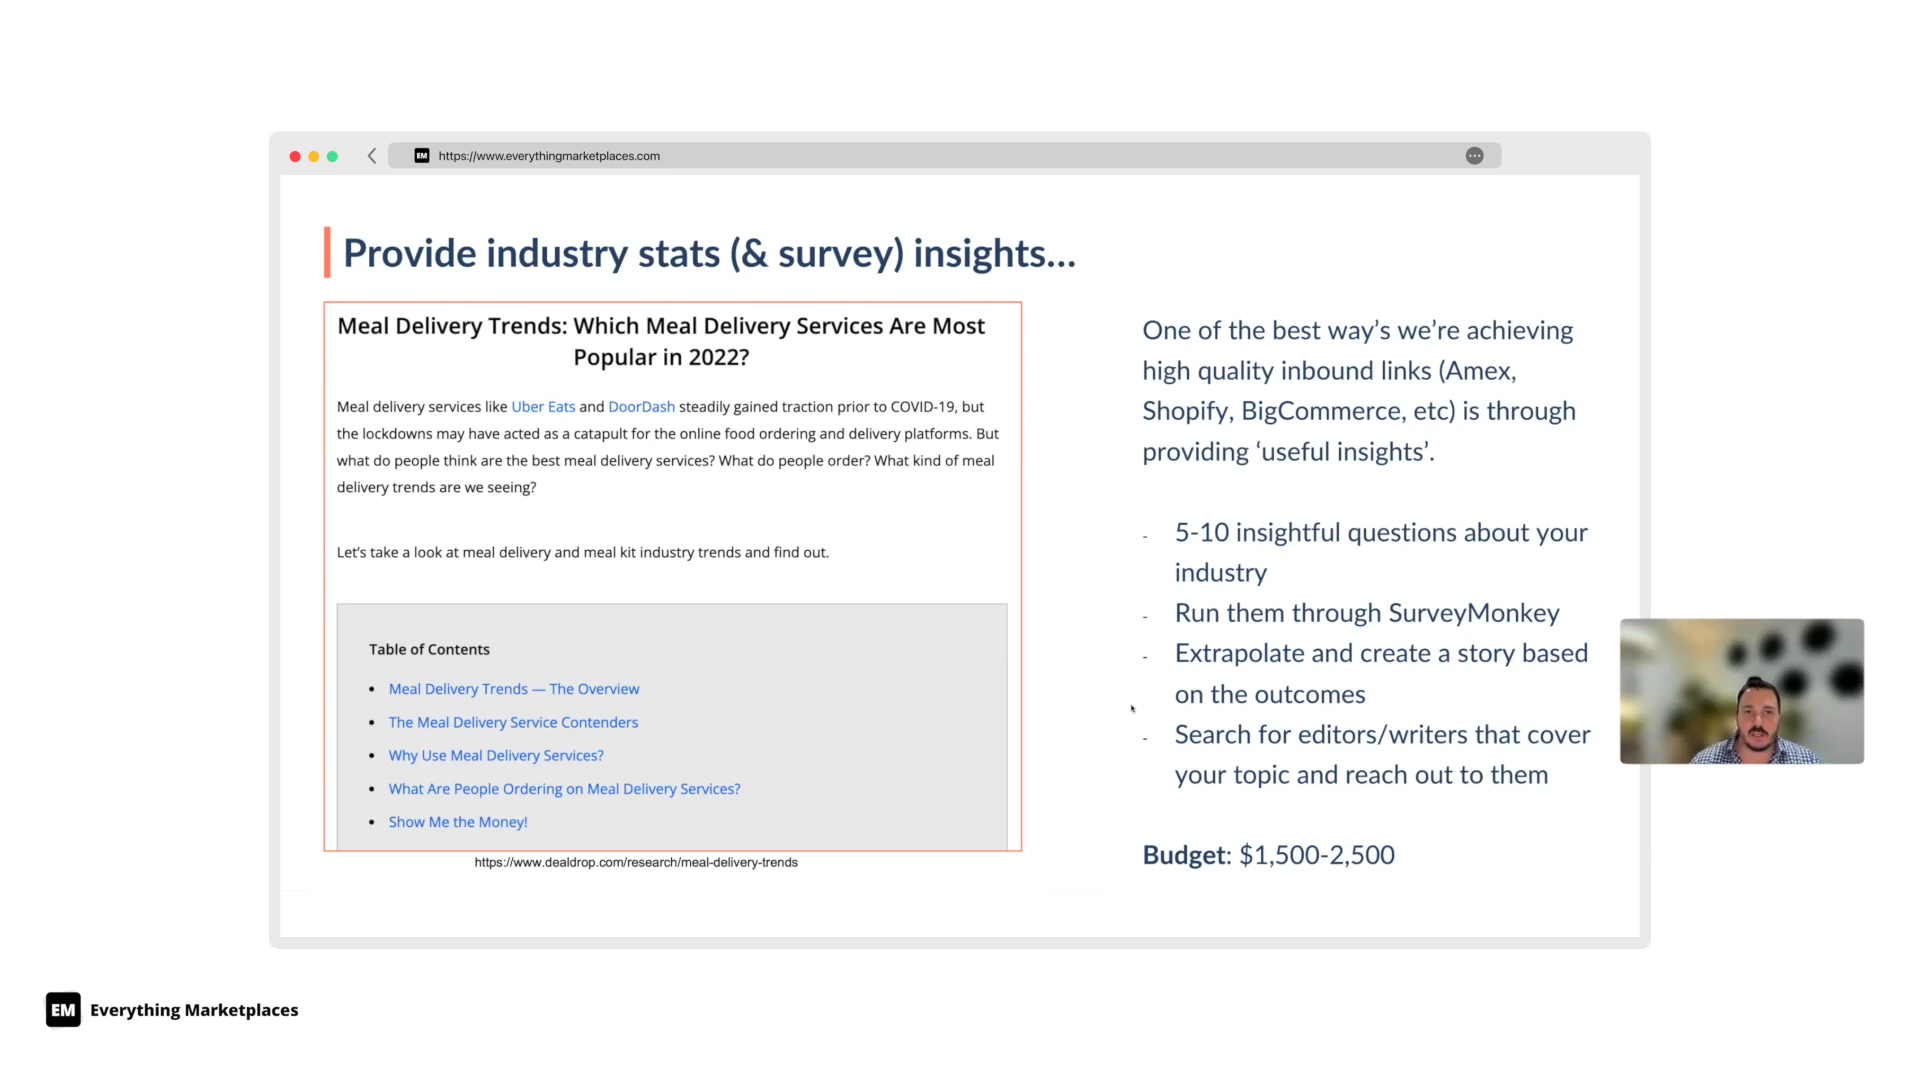 EM https://www.everythingmarketplaces.com
Provide industry stats (& survey) insights...
Meal Delivery Trends: Which Meal Delivery Services Are Most
Popular in 2022?
Meal delivery services like Uber Eats and DoorDash steadily gained traction prior to COVID-19, but
the lockdowns may have acted as a catapult for the online food ordering and delivery platforms. But
what do people think are the best meal delivery services? What do people order? What kind of meal
delivery trends are we seeing?
Let's take a look at meal delivery and meal kit industry trends and find out.
Table of Contents
• Meal Delivery Trends — The Overview
• The Meal Delivery Service Contenders
• Why Use Meal Delivery Services?
• What Are People Ordering on Meal Delivery Services?
• Show Me the Money!
https://www.dealdrop.com/research/meal-delivery-trends
One of the best way's we're achieving
high quality inbound links (Amex,
Shopify, BigCommerce, etc) is through
providing 'useful insights'.
- 5-10 insightful questions about your
industry
- Run them through SurveyMonkey
- Extrapolate and create a story based
on the outcomes
- Search for editors/writers that cover
your topic and reach out to them
Budget: $1,500-2,500
EM Everything Marketplaces